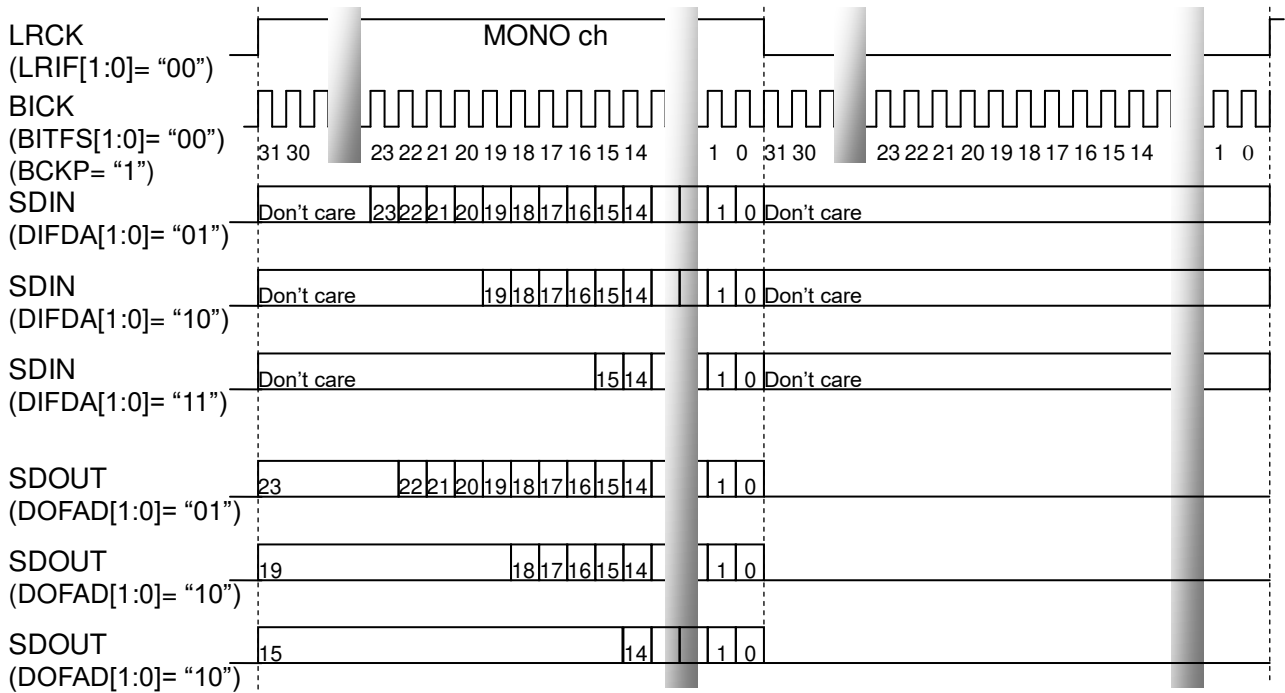 LRCK
MONO ch
(LRIF[1:0]= “00”)
BICK
(BITFS[1:0]= “00”)
31 30 23 22 21 20 19 18 17 16 15 14 1 0 31 30 23 22 21 20 19 18 17 16 15 14 1 0
(BCKP= “1”)
SDIN
Don’t care 23 22 21 20 19 18 17 16 15 14 1 0 Don’t care
(DIFDA[1:0]= “01”)
SDIN
Don’t care 19 18 17 16 15 14 1 0 Don’t care
(DIFDA[1:0]= “10”)
SDIN
Don’t care 15 14 1 0 Don’t care
(DIFDA[1:0]= “11”)
SDOUT
23 22 21 20 19 18 17 16 15 14 1 0
(DOFAD[1:0]= “01”)
SDOUT
19 18 17 16 15 14 1 0
(DOFAD[1:0]= “10”)
SDOUT
15 14 1 0
(DOFAD[1:0]= “10”)